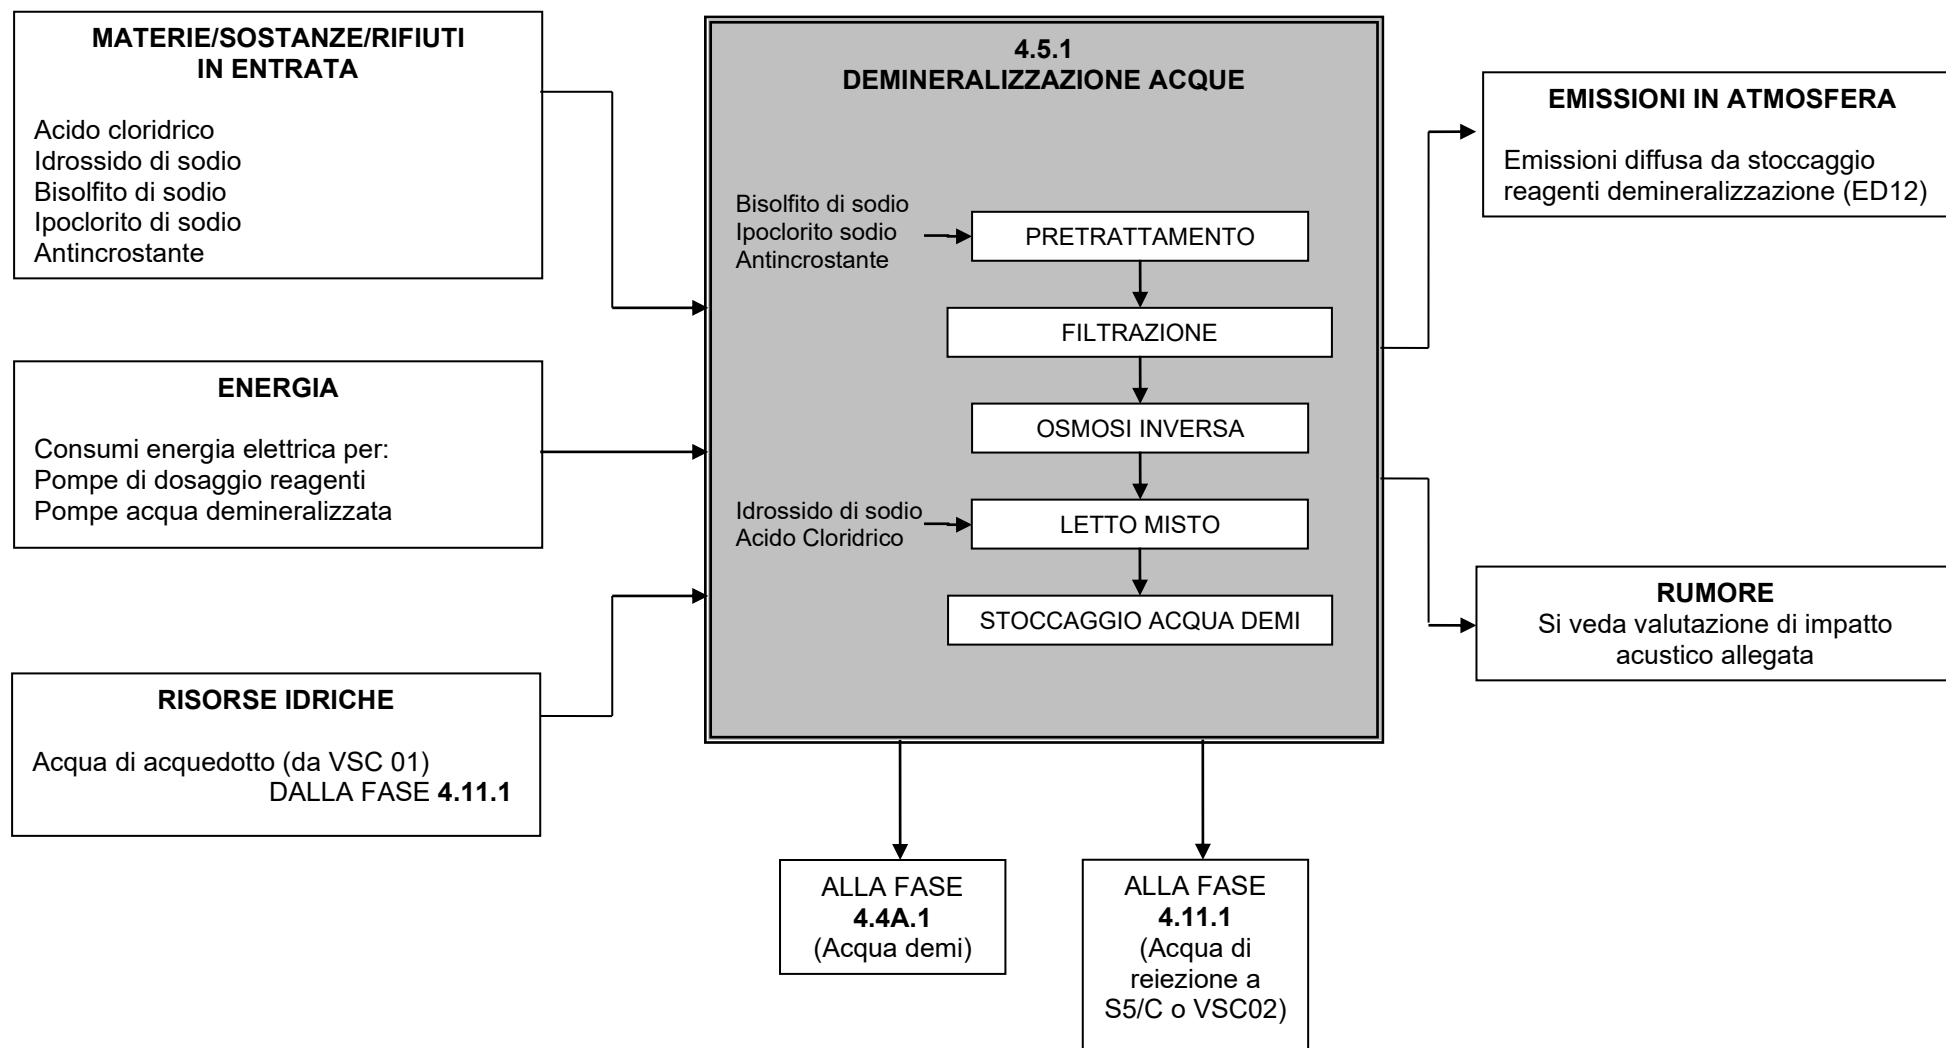 MATERIE/SOSTANZE/RIFIUTI
IN ENTRATA
Acido cloridrico
Idrossido di sodio
Bisolfito di sodio
Ipoclorito di sodio
Antincrostante
ENERGIA
Consumi energia elettrica per:
Pompe di dosaggio reagenti
Pompe acqua demineralizzata
RISORSE IDRICHE
Acqua di acquedotto (da VSC 01)
DALLA FASE 4.11.1
4.5.1
DEMINERALIZZAZIONE ACQUE
Bisolfito di sodio
Ipoclorito sodio
Antincrostante
PRETRATTAMENTO
FILTRAZIONE
OSMOSI INVERSA
Idrossido di sodio
Acido Cloridrico
LETTO MISTO
STOCCAGGIO ACQUA DEMI
EMISSIONI IN ATMOSFERA
Emissioni diffusa da stoccaggio
reagenti demineralizzazione (ED12)
RUMORE
Si veda valutazione di impatto
acustico allegata
ALLA FASE
4.4A.1
(Acqua demi)
ALLA FASE
4.11.1
(Acqua di
reiezione a
S5/C o VSC02)